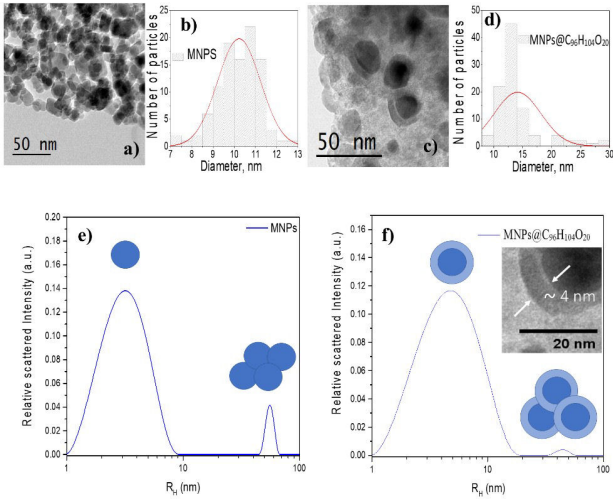 50 nm
a)
b)
MNPS
Number of particles
0
5
10
15
20
25
7
8
9
10
11
12
13
Diameter, nm
50 nm
c)
d)
MNPs@C₉₆H₁₀₄O₂₀
Number of particles
0
10
20
30
40
50
10
15
20
25
30
Diameter, nm
e)
MNPs
Relative scattered Intensity (a.u.)
0.20
0.18
0.16
0.14
0.12
0.10
0.08
0.06
0.04
0.02
0.00
1
10
100
R_H (nm)
f)
MNPs@C₉₆H₁₀₄O₂₀
~ 4 nm
20 nm
Relative scattered Intensity (a.u.)
0.16
0.14
0.12
0.10
0.08
0.06
0.04
0.02
0.00
1
10
100
R_H (nm)